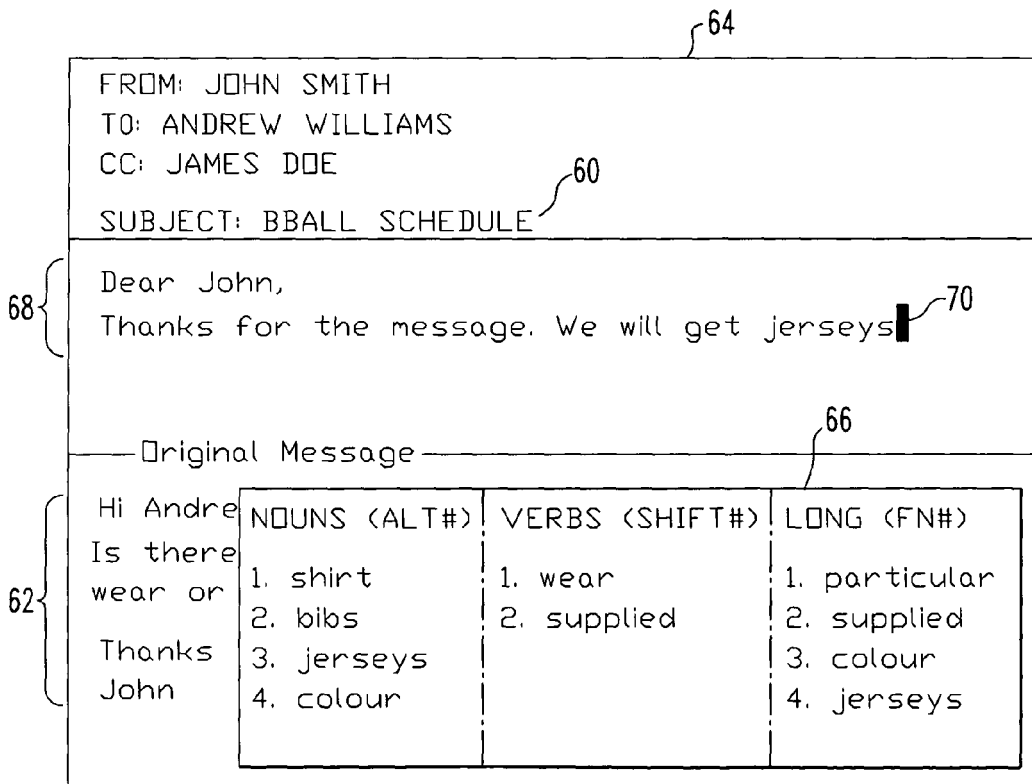 64
FROM: JOHN SMITH
TO: ANDREW WILLIAMS
CC: JAMES DOE
60
SUBJECT: BBALL SCHEDULE
68
Dear John,
70
Thanks for the message. We will get jerseys
66
Original Message
62
Hi Andre
Is there
wear or
Thanks
John
NOUNS (ALT#)
1. shirt
2. bibs
3. jerseys
4. colour
VERBS (SHIFT#)
1. wear
2. supplied
LONG (FN#)
1. particular
2. supplied
3. colour
4. jerseys